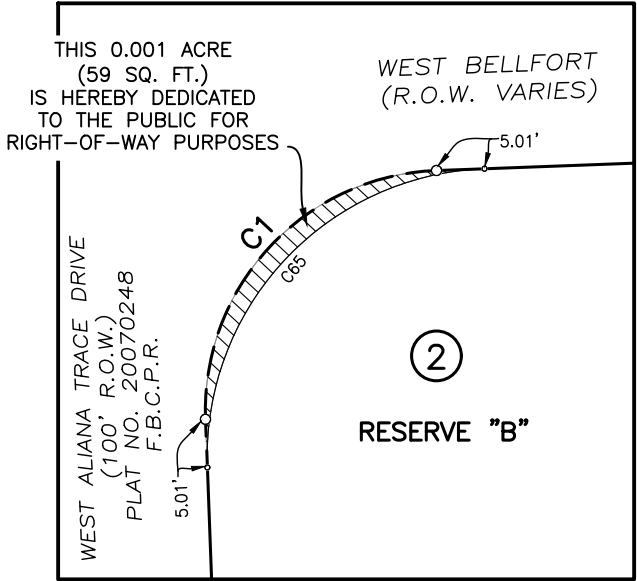 THIS 0.001 ACRE
(59 SQ. FT.)
IS HEREBY DEDICATED
TO THE PUBLIC FOR
RIGHT-OF-WAY PURPOSES
WEST BELLFORT
(R.O.W. VARIES)
5.01'
C1
C65
WEST ALIANA TRACE DRIVE
(100' R.O.W.)
PLAT NO. 20070248
F.B.C.P.R.
2
RESERVE "B"
5.01'